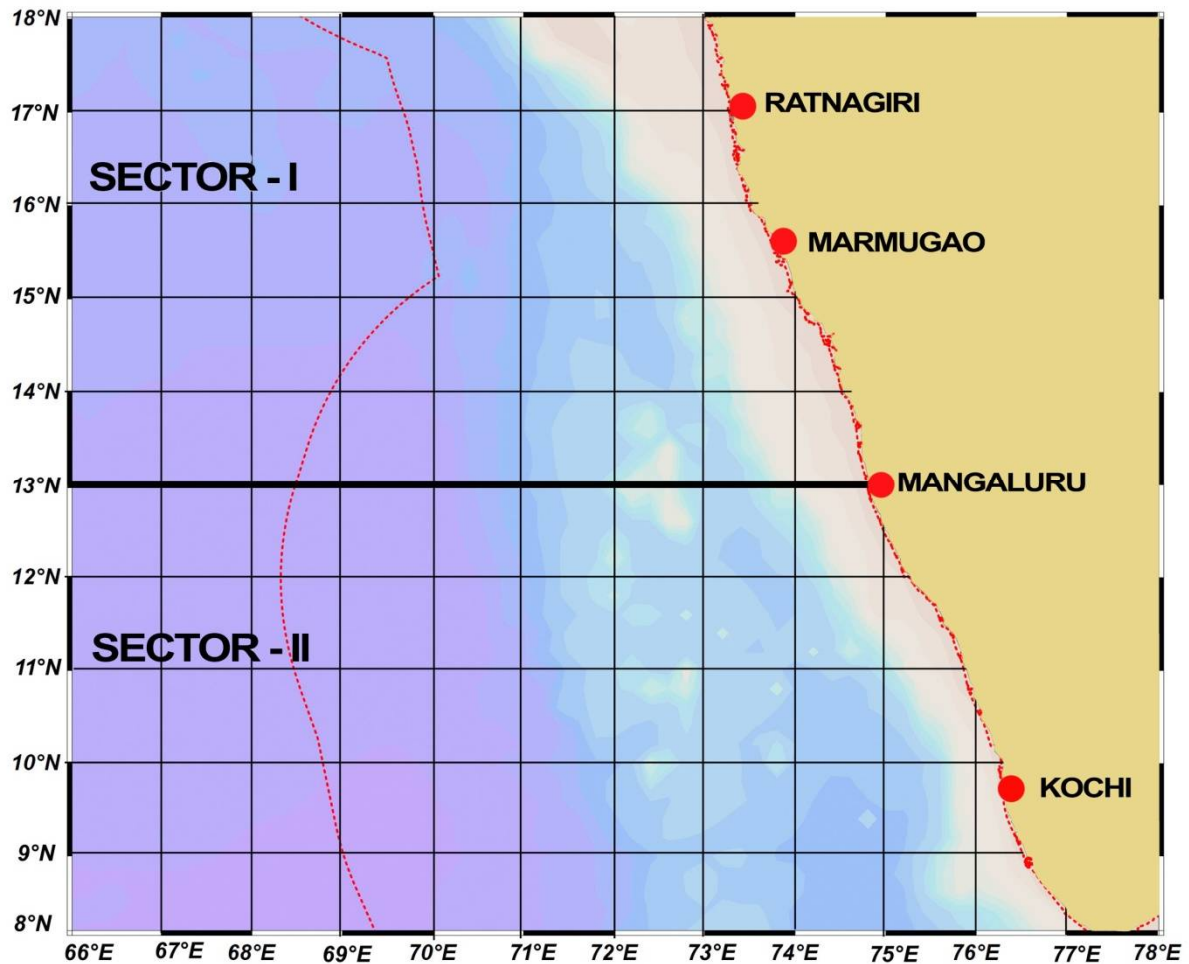 18°N
17°N
RATNAGIRI
SECTOR - I
16°N
MARMUGAO
15°N
14°N
13°N
MANGALURU
12°N
SECTOR - II
11°N
10°N
KOCHI
9°N
8°N
66°E 67°E 68°E 69°E 70°E 71°E 72°E 73°E 74°E 75°E 76°E 77°E 78°E